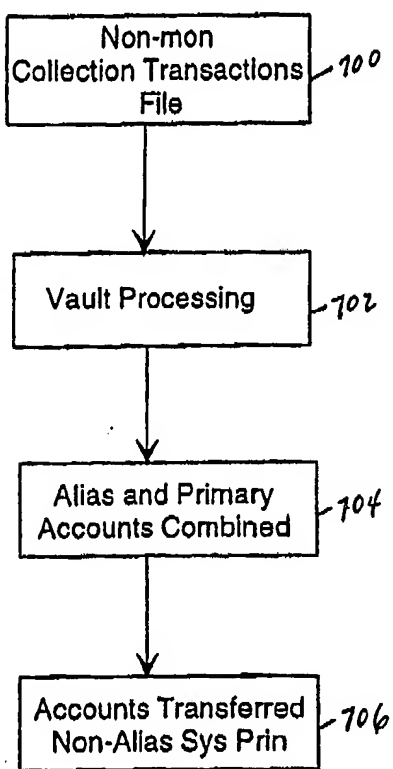 Non-mon
Collection Transactions
File
700
Vault Processing
702
Alias and Primary
Accounts Combined
704
Accounts Transferred
Non-Alias Sys Prin
706